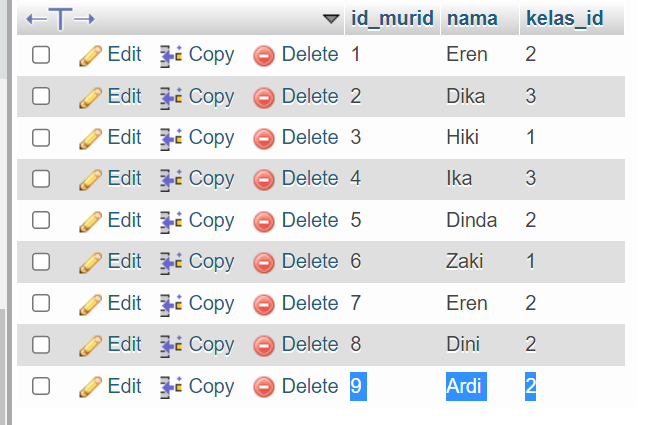 id_murid nama kelas_id
Edit Copy Delete 1 Eren 2
Edit Copy Delete 2 Dika 3
Edit Copy Delete 3 Hiki 1
Edit Copy Delete 4 Ika 3
Edit Copy Delete 5 Dinda 2
Edit Copy Delete 6 Zaki 1
Edit Copy Delete 7 Eren 2
Edit Copy Delete 8 Dini 2
Edit Copy Delete 9 Ardi 2